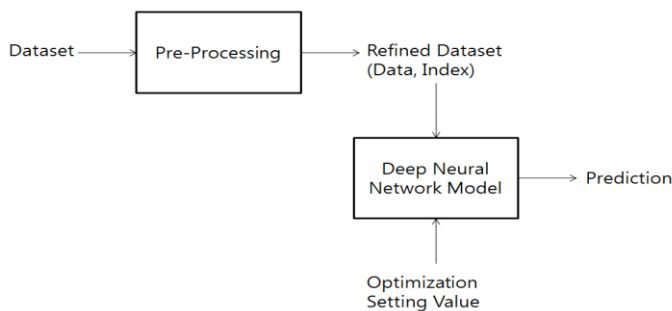 Dataset
Pre-Processing
Refined Dataset
(Data, Index)
Deep Neural
Network Model
Prediction
Optimization
Setting Value